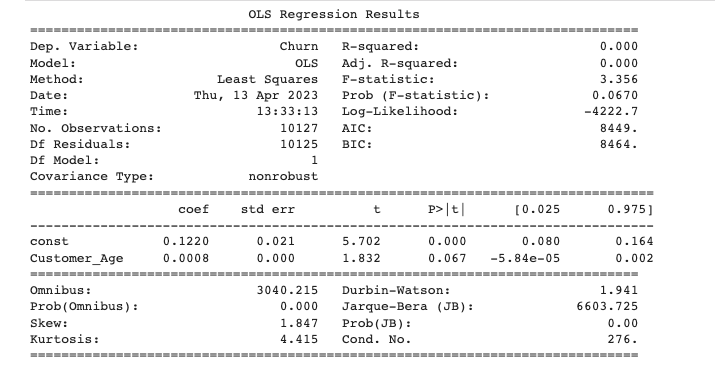 OLS Regression Results
==============================================================================
Dep. Variable: Churn R-squared: 0.000
Model: OLS Adj. R-squared: 0.000
Method: Least Squares F-statistic: 3.356
Date: Thu, 13 Apr 2023 Prob (F-statistic): 0.0670
Time: 13:33:13 Log-Likelihood: -4222.7
No. Observations: 10127 AIC: 8449.
Df Residuals: 10125 BIC: 8464.
Df Model: 1
Covariance Type: nonrobust
================================================================================
coef std err t P>|t| [0.025 0.975]
--------------------------------------------------------------------------------
const 0.1220 0.021 5.702 0.000 0.080 0.164
Customer_Age 0.0008 0.000 1.832 0.067 -5.84e-05 0.002
==============================================================================
Omnibus: 3040.215 Durbin-Watson: 1.941
Prob(Omnibus): 0.000 Jarque-Bera (JB): 6603.725
Skew: 1.847 Prob(JB): 0.00
Kurtosis: 4.415 Cond. No. 276.
==============================================================================